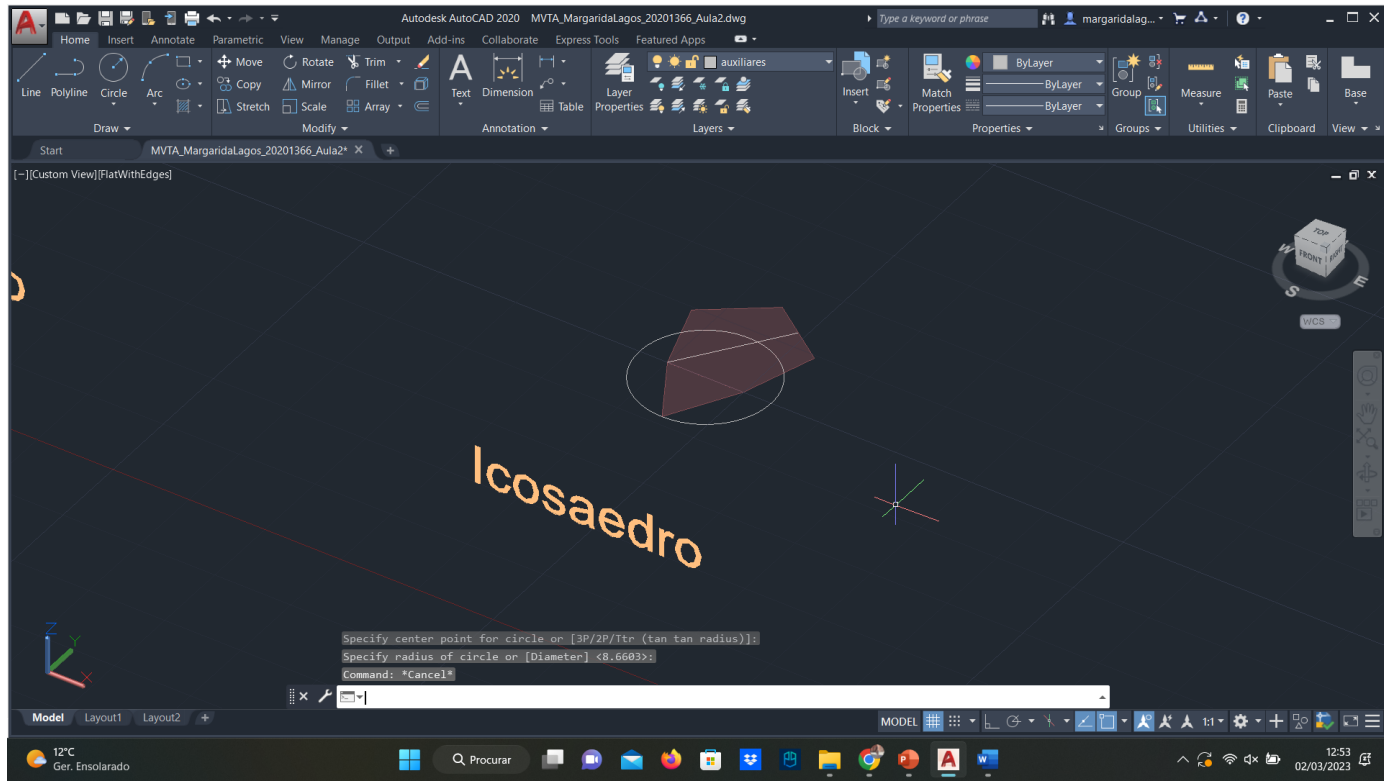 Autodesk AutoCAD 2020 MVTA_MargaridaLagos_20201366_Aula2.dwg
Type a keyword or phrase
margaridalag...
Home Insert Annotate Parametric View Manage Output Add-ins Collaborate Express Tools Featured Apps
Line Polyline Circle Arc
Move Rotate Trim
Copy Mirror Fillet
Stretch Scale Array
Text Dimension
Table
Layer
Properties
auxiliares
Insert
Match
Properties
ByLayer
ByLayer
ByLayer
Group
Measure
Paste
Base
Draw Modify Annotation Layers Block Properties Groups Utilities Clipboard View
Start MVTA_MargaridaLagos_20201366_Aula2* +
[−][Custom View][FlatWithEdges]
TOP
FRONT RIGHT
W
S
E
WCS
o
Icosaedro
Z
Y
X
Specify center point for circle or [3P/2P/Ttr (tan tan radius)]:
Specify radius of circle or [Diameter] <8.6603>:
Command: *Cancel*
Model Layout1 Layout2 +
MODEL 1:1
12°C
Ger. Ensolarado
Procurar
12:53
02/03/2023